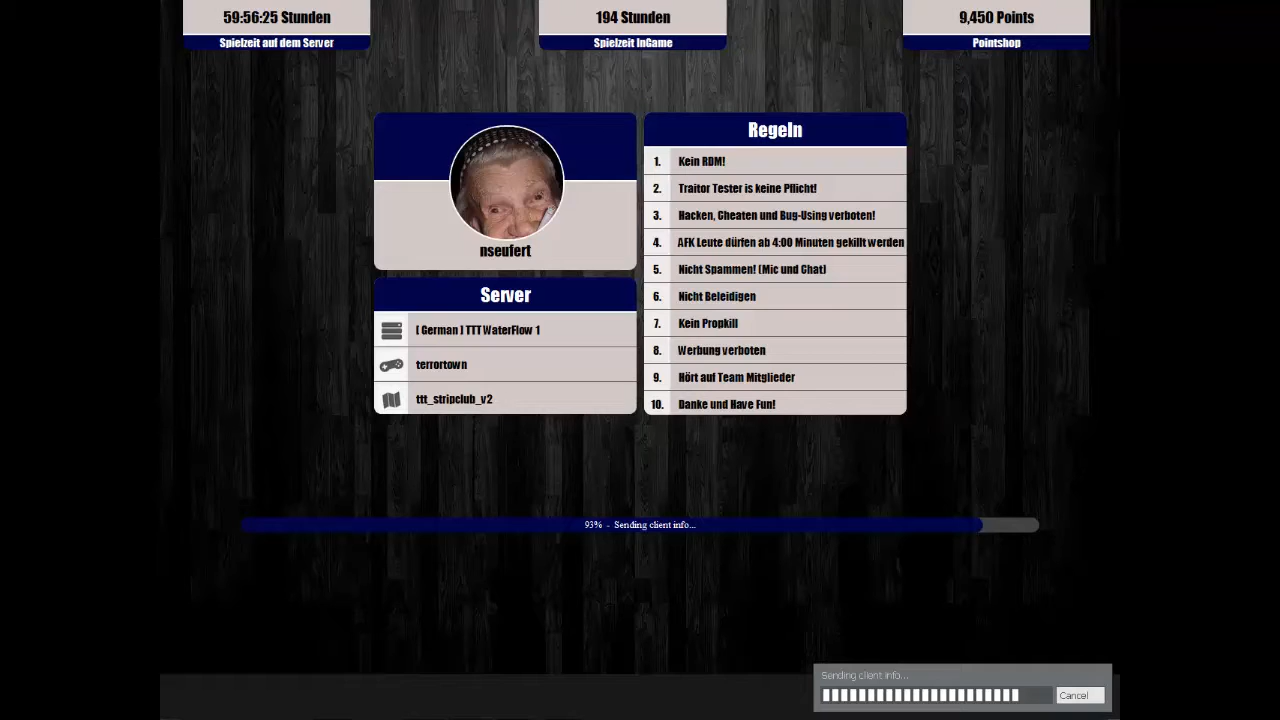 59:56:25 Stunden
Spielzeit auf dem Server
194 Stunden
Spielzeit InGame
9,450 Points
Pointshop
nseufert
Server
[ German ] TTT WaterFlow 1
terrortown
ttt_stripclub_v2
Regeln
1. Kein RDM!
2. Traitor Tester is keine Pflicht!
3. Hacken, Cheaten und Bug-Using verboten!
4. AFK Leute dürfen ab 4:00 Minuten gekillt werden
5. Nicht Spammen! (Mic und Chat)
6. Nicht Beleidigen
7. Kein Propkill
8. Werbung verboten
9. Hört auf Team Mitglieder
10. Danke und Have Fun!
93% - Sending client info...
Sending client info...
Cancel